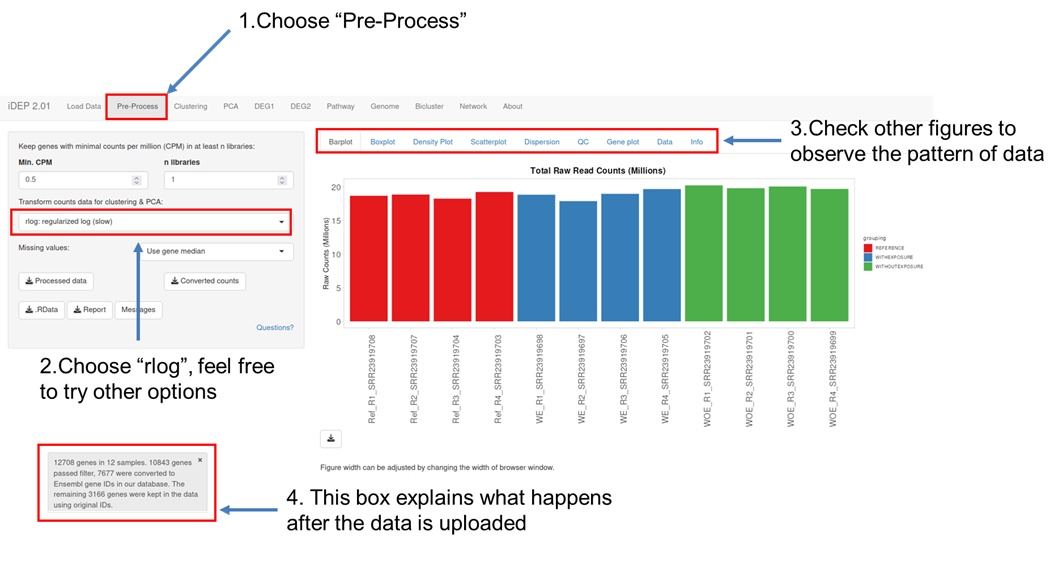 1.Choose “Pre-Process”
iDEP 2.01 Load Data Pre-Process Clustering PCA DEG1 DEG2 Pathway Genome Bicluster Network About
Keep genes with minimal counts per million (CPM) in at least n libraries:
Min. CPM n libraries
0.5 1
Transform counts data for clustering & PCA:
rlog: regularized log (slow)
Missing values: Use gene median
Processed data Converted counts
.RData Report Messages
Questions?
2.Choose “rlog”, feel free
to try other options
Barplot Boxplot Density Plot Scatterplot Dispersion QC Gene plot Data Info
3.Check other figures to
observe the pattern of data
Total Raw Read Counts (Millions)
Raw Counts (Millions)
20
15
10
5
0
grouping
REFERENCE
WITHEXPOSURE
WITHOUTEXPOSURE
Ref_R1_SRR23919708
Ref_R2_SRR23919707
Ref_R3_SRR23919704
Ref_R4_SRR23919703
WE_R1_SRR23919698
WE_R2_SRR23919697
WE_R3_SRR23919706
WE_R4_SRR23919705
WOE_R1_SRR23919702
WOE_R2_SRR23919701
WOE_R3_SRR23919700
WOE_R4_SRR23919699
Figure width can be adjusted by changing the width of browser window.
12708 genes in 12 samples. 10843 genes ×
passed filter, 7677 were converted to
Ensembl gene IDs in our database. The
remaining 3166 genes were kept in the data
using original IDs.
4. This box explains what happens
after the data is uploaded